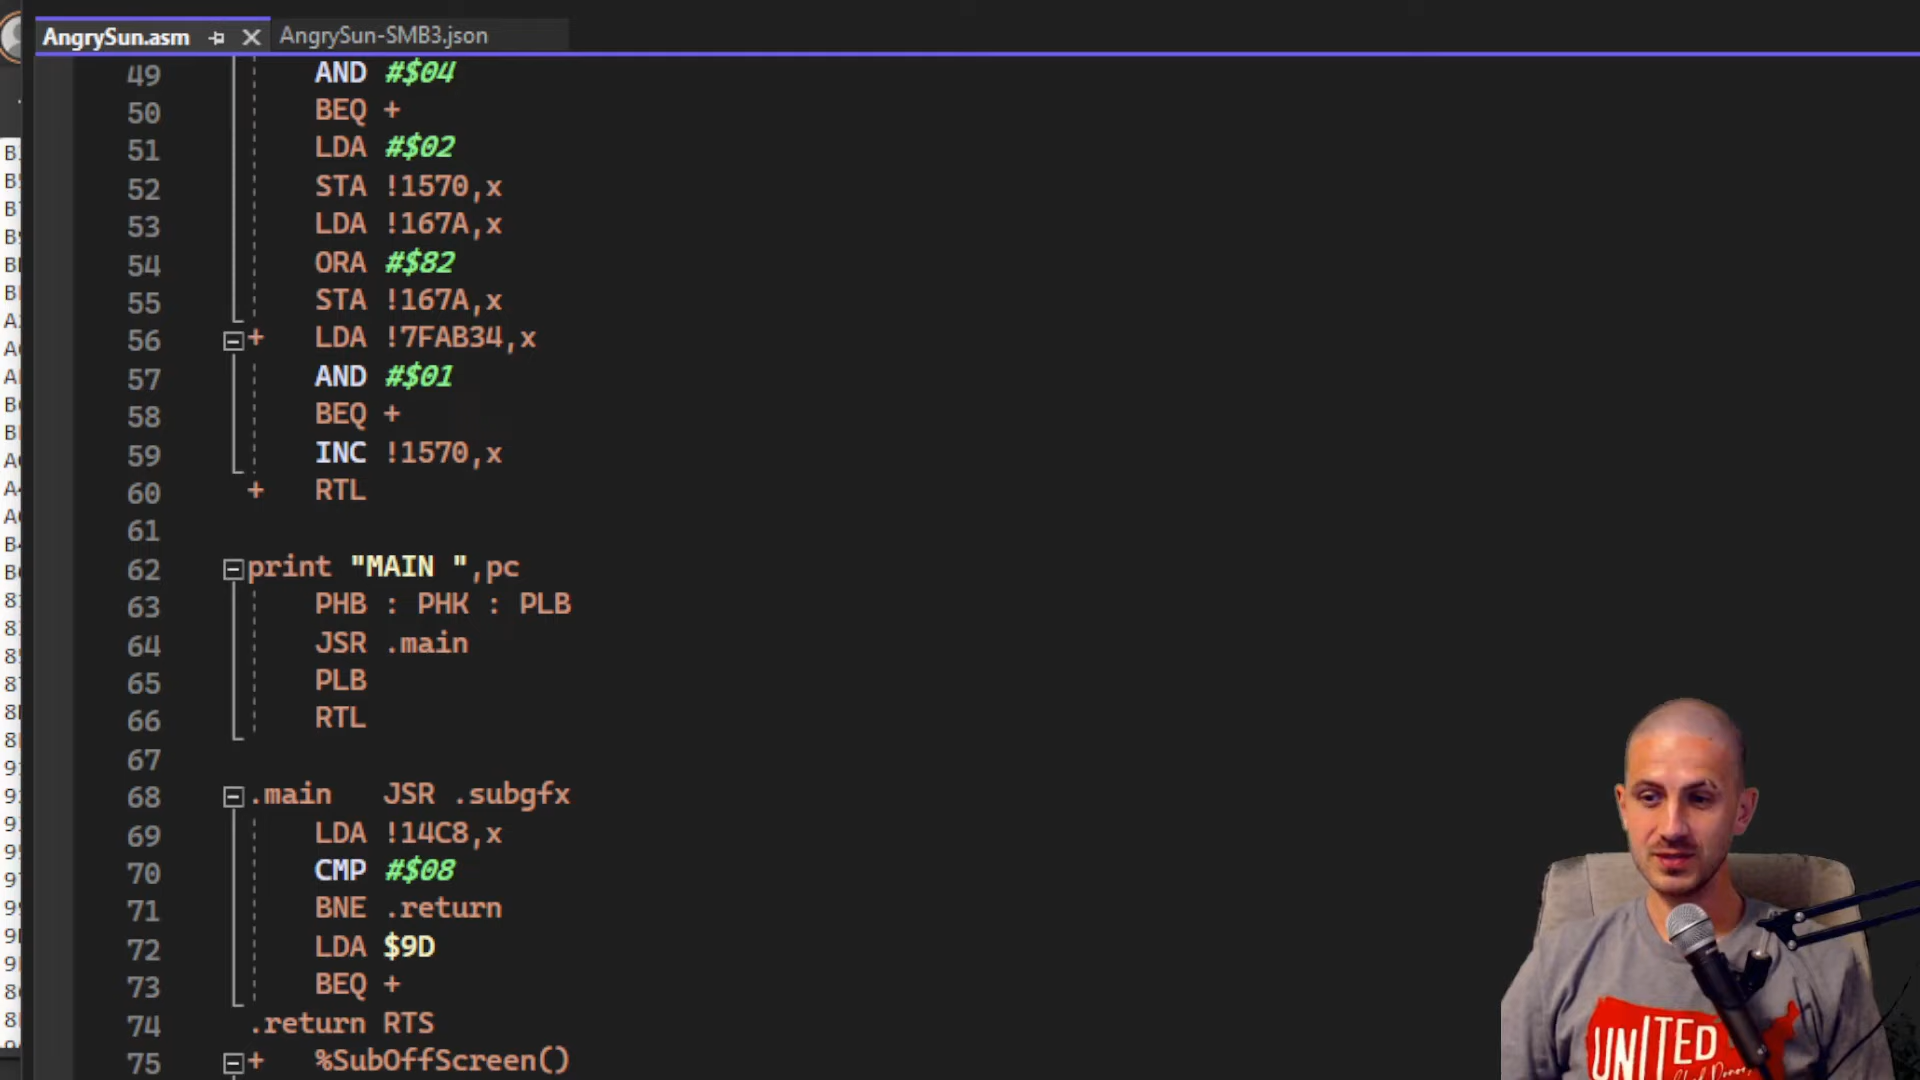 AngrySun.asm AngrySun-SMB3.json
49 AND #$04
50 BEQ +
51 LDA #$02
52 STA !1570,x
53 LDA !167A,x
54 ORA #$82
55 STA !167A,x
56 + LDA !7FAB34,x
57 AND #$01
58 BEQ +
59 INC !1570,x
60 + RTL
61
62 print "MAIN ",pc
63 PHB : PHK : PLB
64 JSR .main
65 PLB
66 RTL
67
68 .main JSR .subgfx
69 LDA !14C8,x
70 CMP #$08
71 BNE .return
72 LDA $9D
73 BEQ +
74 .return RTS
75 + %SubOffScreen()
UNITED